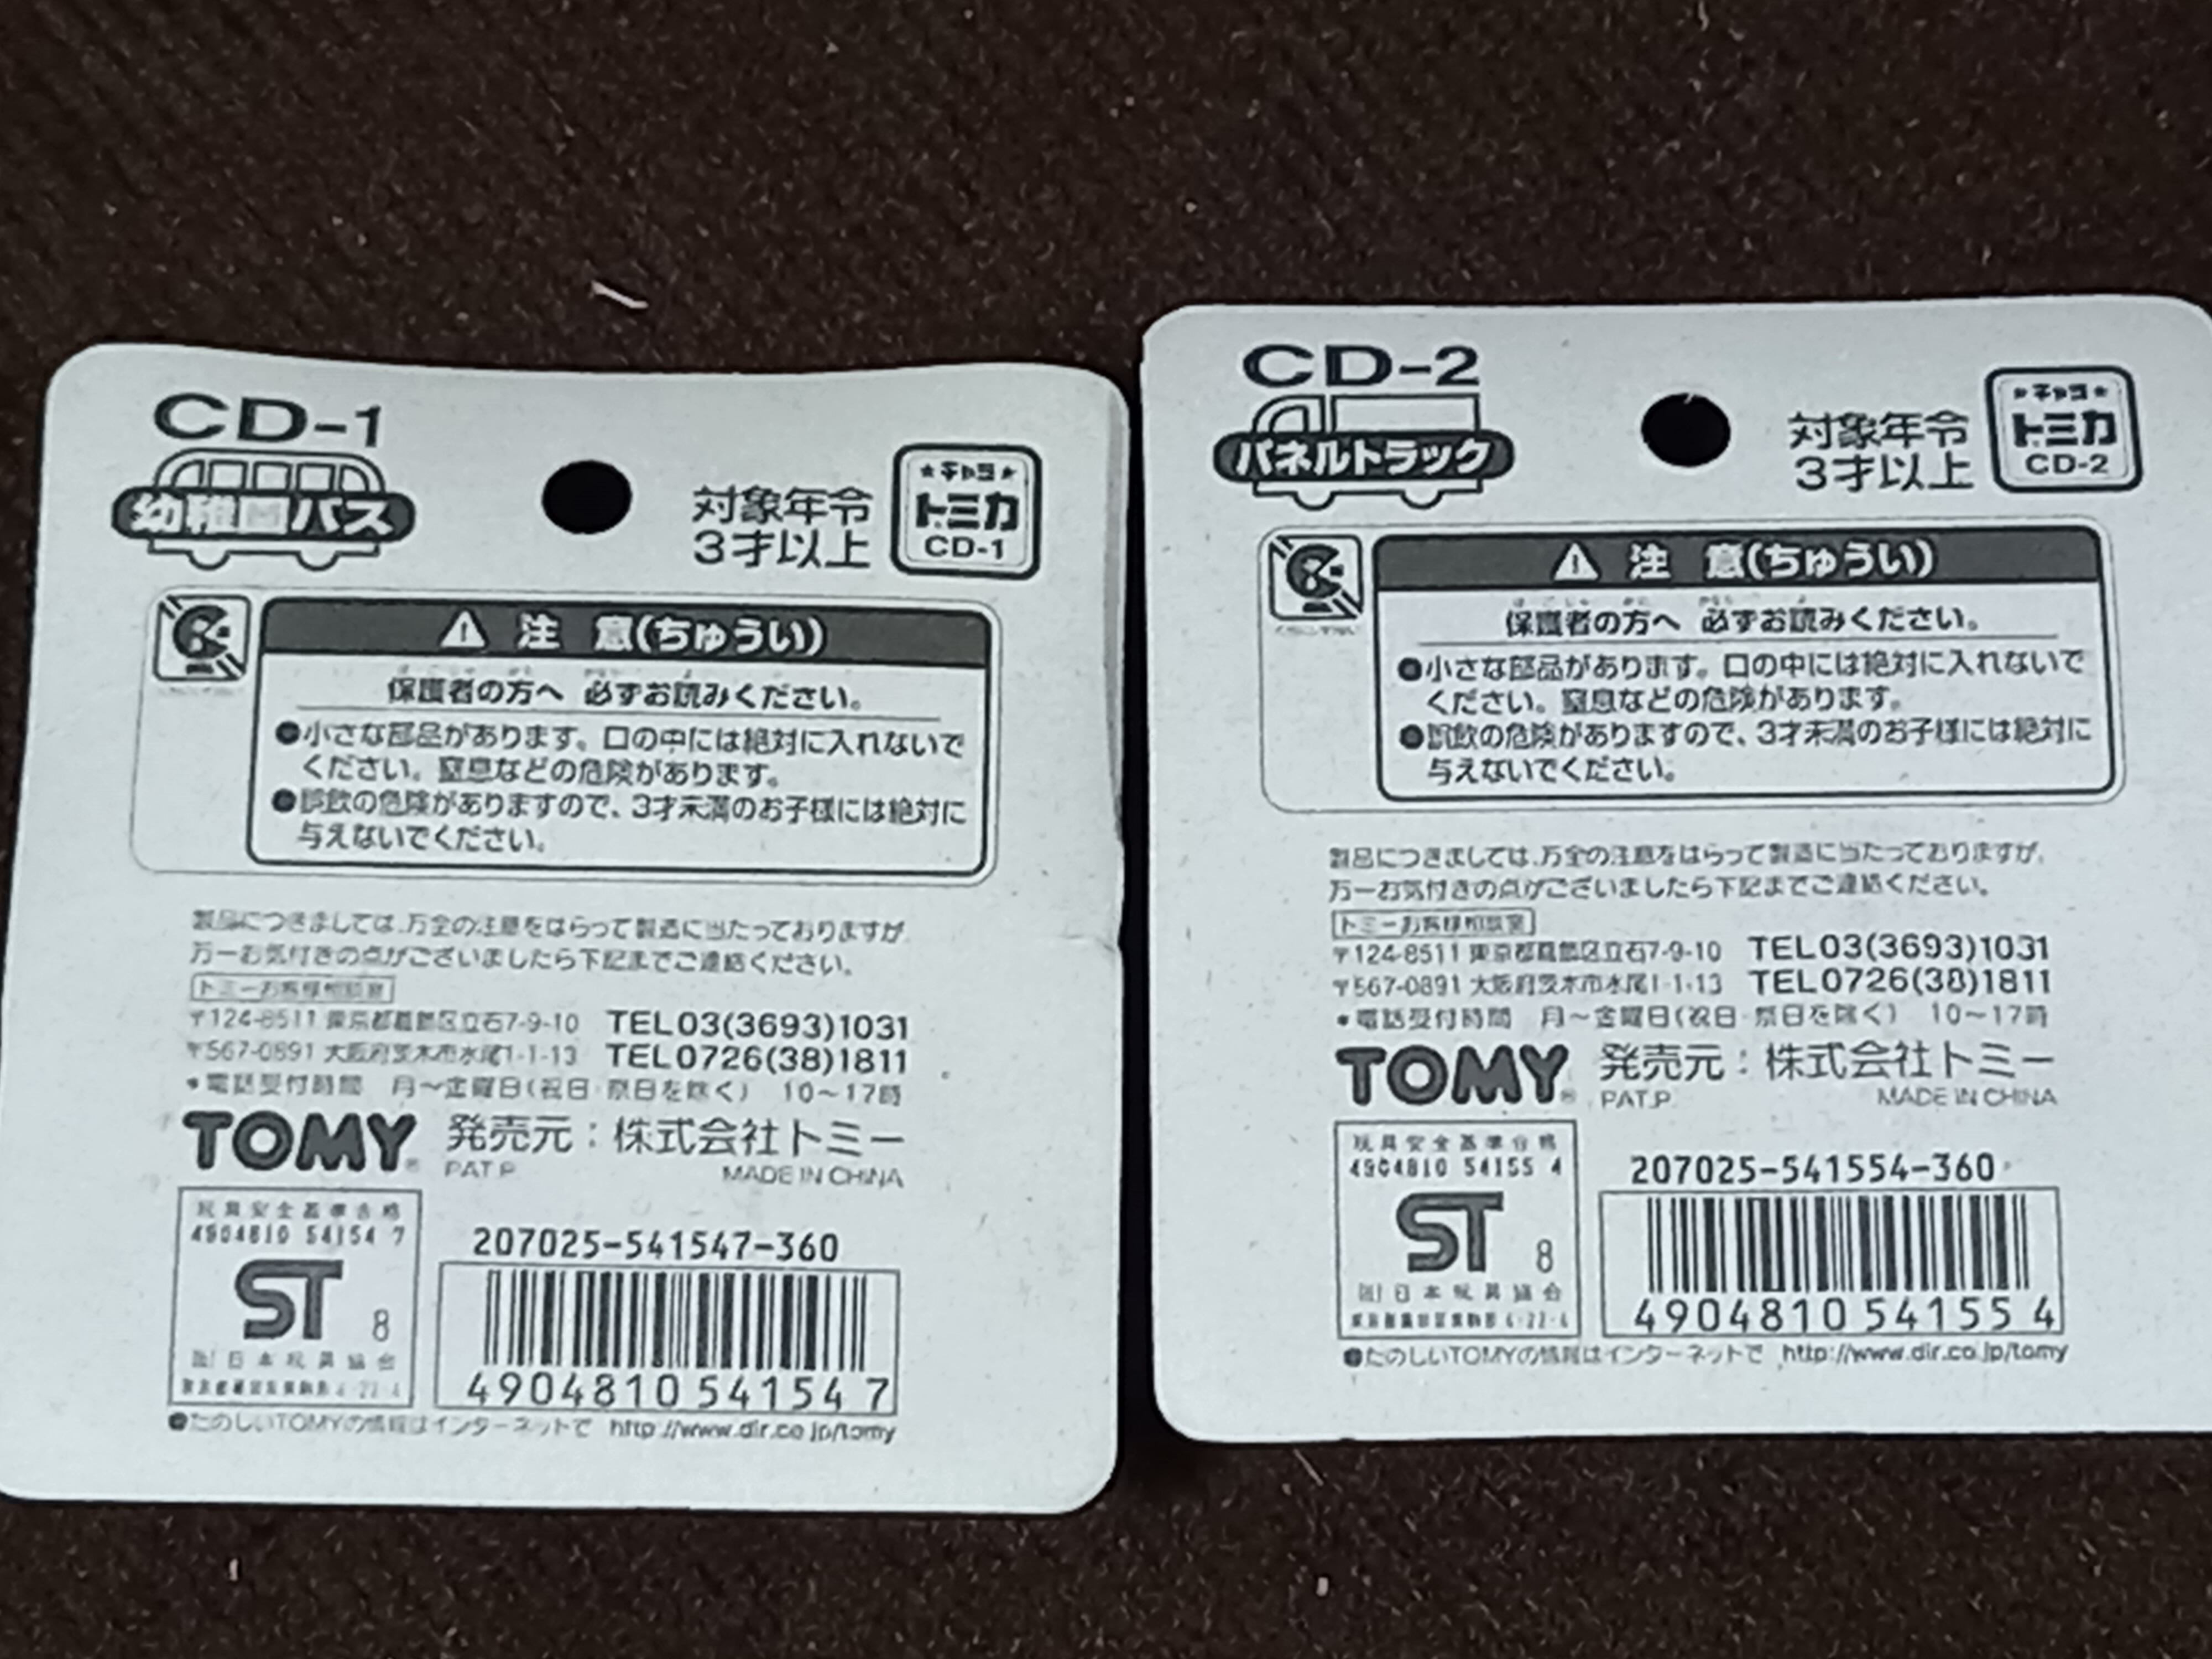 CD-1
幼稚園バス
対象年令
3才以上
★チョロ★
トミカ
CD-1
⚠ 注 意(ちゅうい)
保護者の方へ 必ずお読みください。
●小さな部品があります。口の中には絶対に入れないで
ください。窒息などの危険があります。
●誤飲の危険がありますので、3才未満のお子様には絶対に
与えないでください。
製品につきましては、万全の注意をはらって製造に当たっておりますが、
万一お気付きの点がございましたら下記までご連絡ください。
トミーお客様相談室
〒124-8511 東京都葛飾区立石7-9-10 TEL03(3693)1031
〒567-0891 大阪府茨木市水尾1-1-13 TEL0726(38)1811
*電話受付時間 月~金曜日(祝日・祭日を除く) 10~17時
TOMY® 発売元:株式会社トミー
PAT.P. MADE IN CHINA
玩具安全基準合格
4904810 54154 7
ST 8
(社)日本玩具協会
207025-541547-360
4904810 541547
●たのしいTOMYの情報はインターネットで http://www.dir.co.jp/tomy
CD-2
パネルトラック
対象年令
3才以上
★チョロ★
トミカ
CD-2
⚠ 注 意(ちゅうい)
保護者の方へ 必ずお読みください。
●小さな部品があります。口の中には絶対に入れないで
ください。窒息などの危険があります。
●誤飲の危険がありますので、3才未満のお子様には絶対に
与えないでください。
製品につきましては、万全の注意をはらって製造に当たっておりますが、
万一お気付きの点がございましたら下記までご連絡ください。
トミーお客様相談室
〒124-8511 東京都葛飾区立石7-9-10 TEL03(3693)1031
〒567-0891 大阪府茨木市水尾1-1-13 TEL0726(38)1811
*電話受付時間 月~金曜日(祝日・祭日を除く) 10~17時
TOMY® 発売元:株式会社トミー
PAT.P. MADE IN CHINA
玩具安全基準合格
4904810 54155 4
ST 8
(社)日本玩具協会
207025-541554-360
4904810 541554
●たのしいTOMYの情報はインターネットで http://www.dir.co.jp/tomy